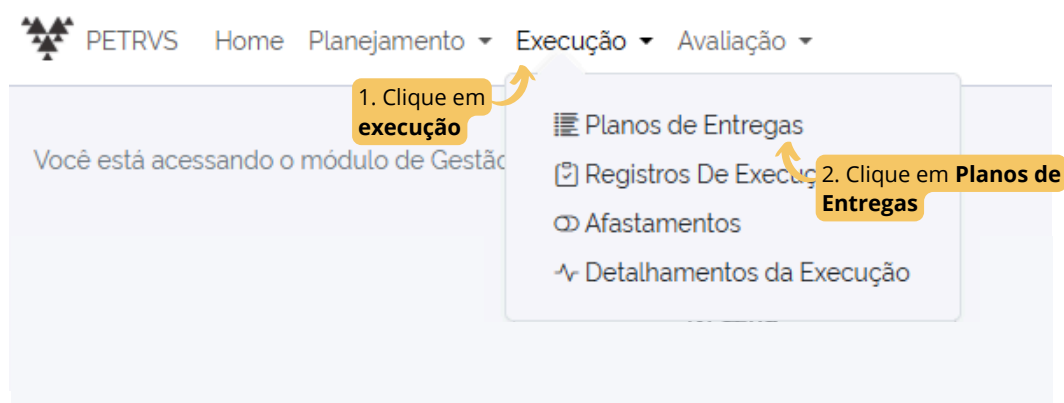 PETRVS Home Planejamento Execução Avaliação
1. Clique em
execução
Planos de Entregas
Você está acessando o módulo de Gestão
Registros De Execuç
2. Clique em Planos de
Entregas
Afastamentos
Detalhamentos da Execução